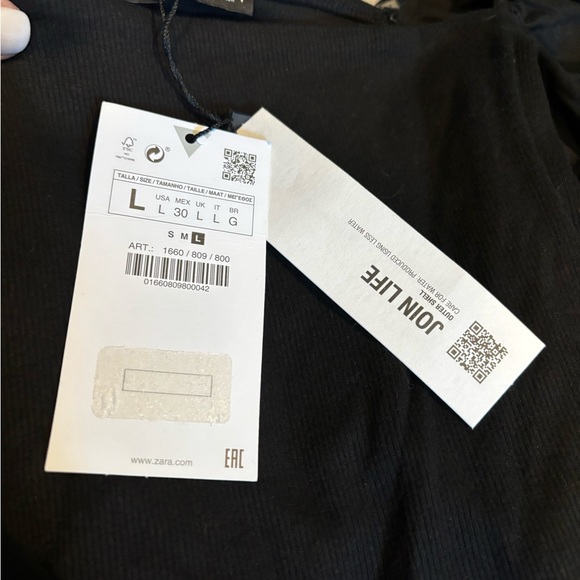 FSC
TALLA / SIZE / TAMANHO / TAILLE / MAAT / ΜΕΓΕΘΟΣ
L
USA MEX UK IT BR
L 30 L L G
S M L
ART.: 1660 / 809 / 800
01660809800042
www.zara.com
EAC
JOIN LIFE
OUTER SHELL
CARE FOR WATER: PRODUCED USING LESS WATER